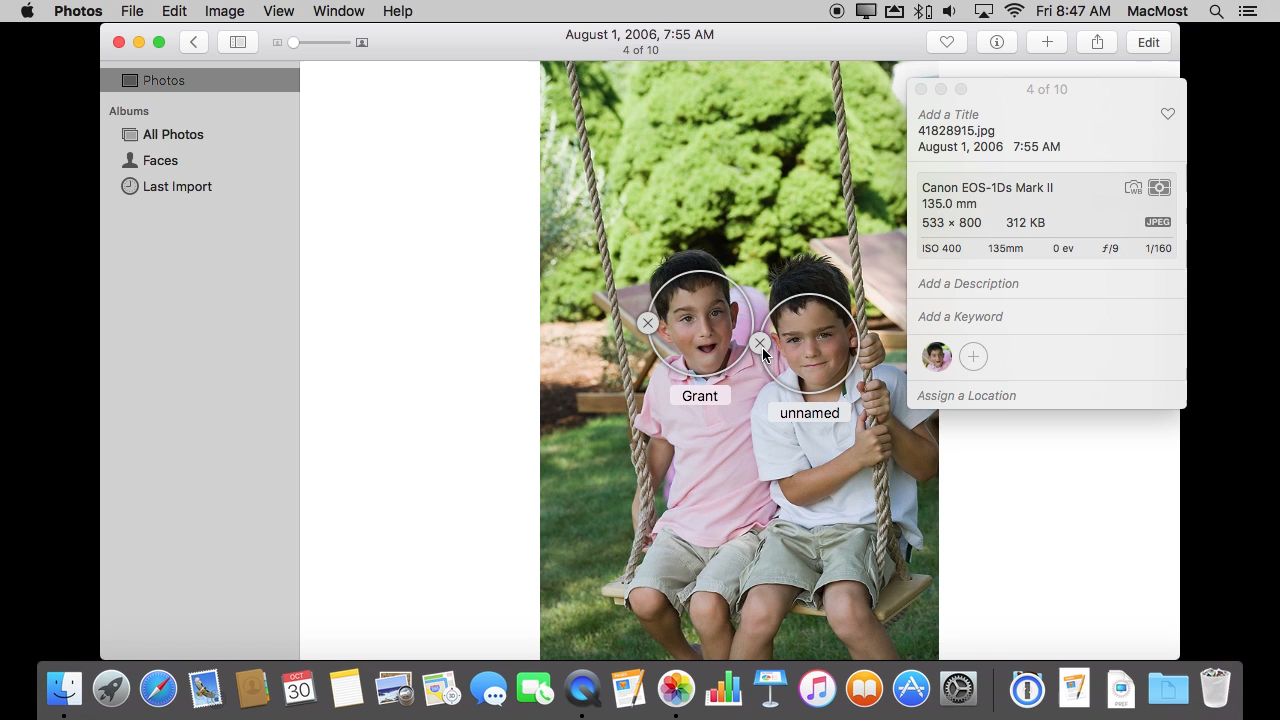 Photos File Edit Image View Window Help Fri 8:47 AM MacMost
August 1, 2006, 7:55 AM
4 of 10
Edit
Photos
Albums
All Photos
Faces
Last Import
4 of 10
Add a Title
41828915.jpg
August 1, 2006 7:55 AM
Canon EOS-1Ds Mark II
WB
135.0 mm
533 × 800 312 KB
JPEG
ISO 400 135mm 0 ev ƒ/9 1/160
Add a Description
Add a Keyword
Assign a Location
Grant
unnamed
OCT
30